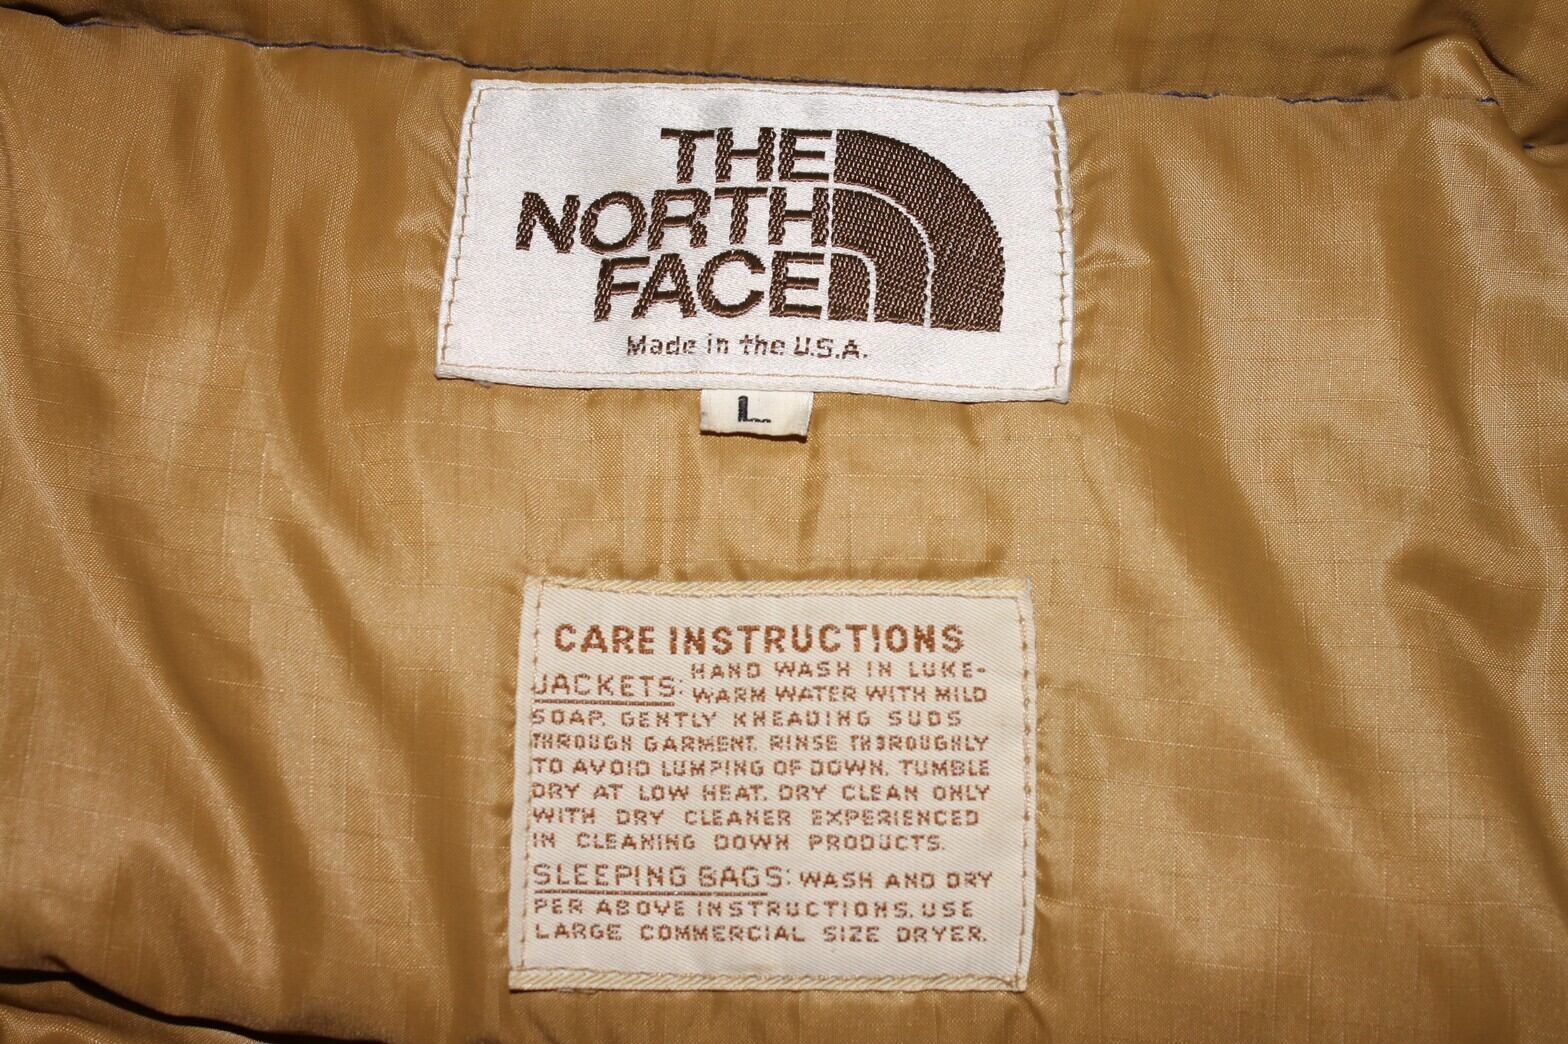 THE
NORTH
FACE
Made in the U.S.A.
L
CARE INSTRUCTIONS
JACKETS: HAND WASH IN LUKE-
WARM WATER WITH MILD
SOAP. GENTLY KNEADING SUDS
THROUGH GARMENT. RINSE THOROUGHLY
TO AVOID LUMPING OF DOWN. TUMBLE
DRY AT LOW HEAT. DRY CLEAN ONLY
WITH DRY CLEANER EXPERIENCED
IN CLEANING DOWN PRODUCTS.
SLEEPING BAGS: WASH AND DRY
PER ABOVE INSTRUCTIONS. USE
LARGE COMMERCIAL SIZE DRYER.